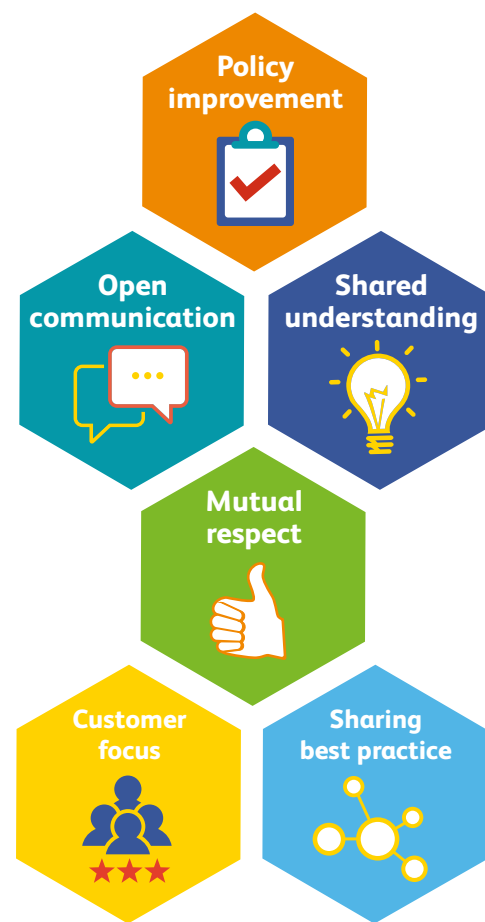 Policy
improvement
Open
communication
Shared
understanding
Mutual
respect
Customer
focus
Sharing
best practice